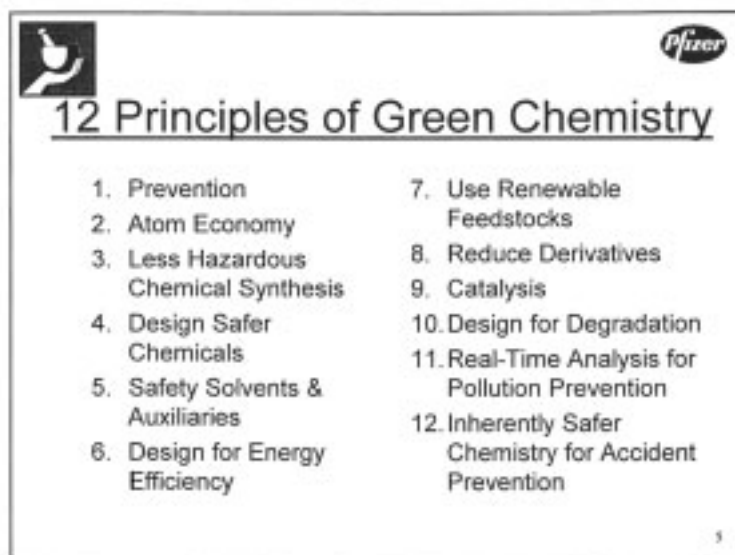 Pfizer
12 Principles of Green Chemistry
1. Prevention
2. Atom Economy
3. Less Hazardous
Chemical Synthesis
4. Design Safer
Chemicals
5. Safety Solvents &
Auxiliaries
6. Design for Energy
Efficiency
7. Use Renewable
Feedstocks
8. Reduce Derivatives
9. Catalysis
10. Design for Degradation
11. Real-Time Analysis for
Pollution Prevention
12. Inherently Safer
Chemistry for Accident
Prevention
5